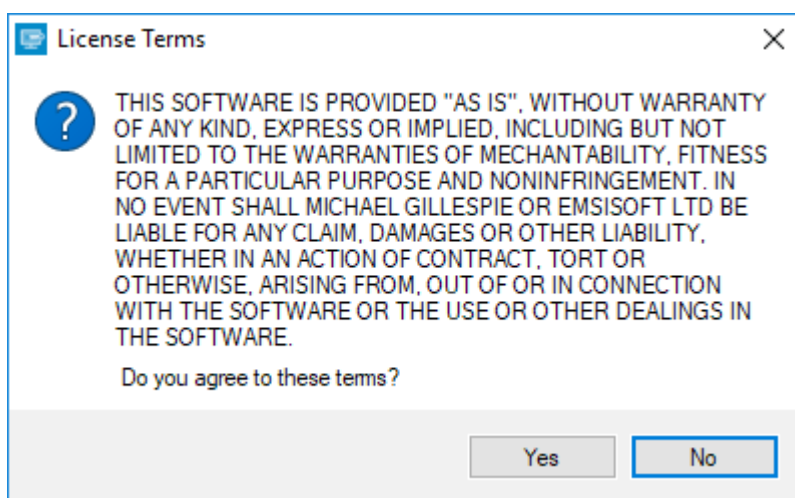 License Terms
THIS SOFTWARE IS PROVIDED "AS IS", WITHOUT WARRANTY
OF ANY KIND, EXPRESS OR IMPLIED, INCLUDING BUT NOT
LIMITED TO THE WARRANTIES OF MECHANTABILITY, FITNESS
FOR A PARTICULAR PURPOSE AND NONINFRINGEMENT. IN
NO EVENT SHALL MICHAEL GILLESPIE OR EMSISOFT LTD BE
LIABLE FOR ANY CLAIM, DAMAGES OR OTHER LIABILITY,
WHETHER IN AN ACTION OF CONTRACT, TORT OR
OTHERWISE, ARISING FROM, OUT OF OR IN CONNECTION
WITH THE SOFTWARE OR THE USE OR OTHER DEALINGS IN
THE SOFTWARE.
Do you agree to these terms?
Yes No